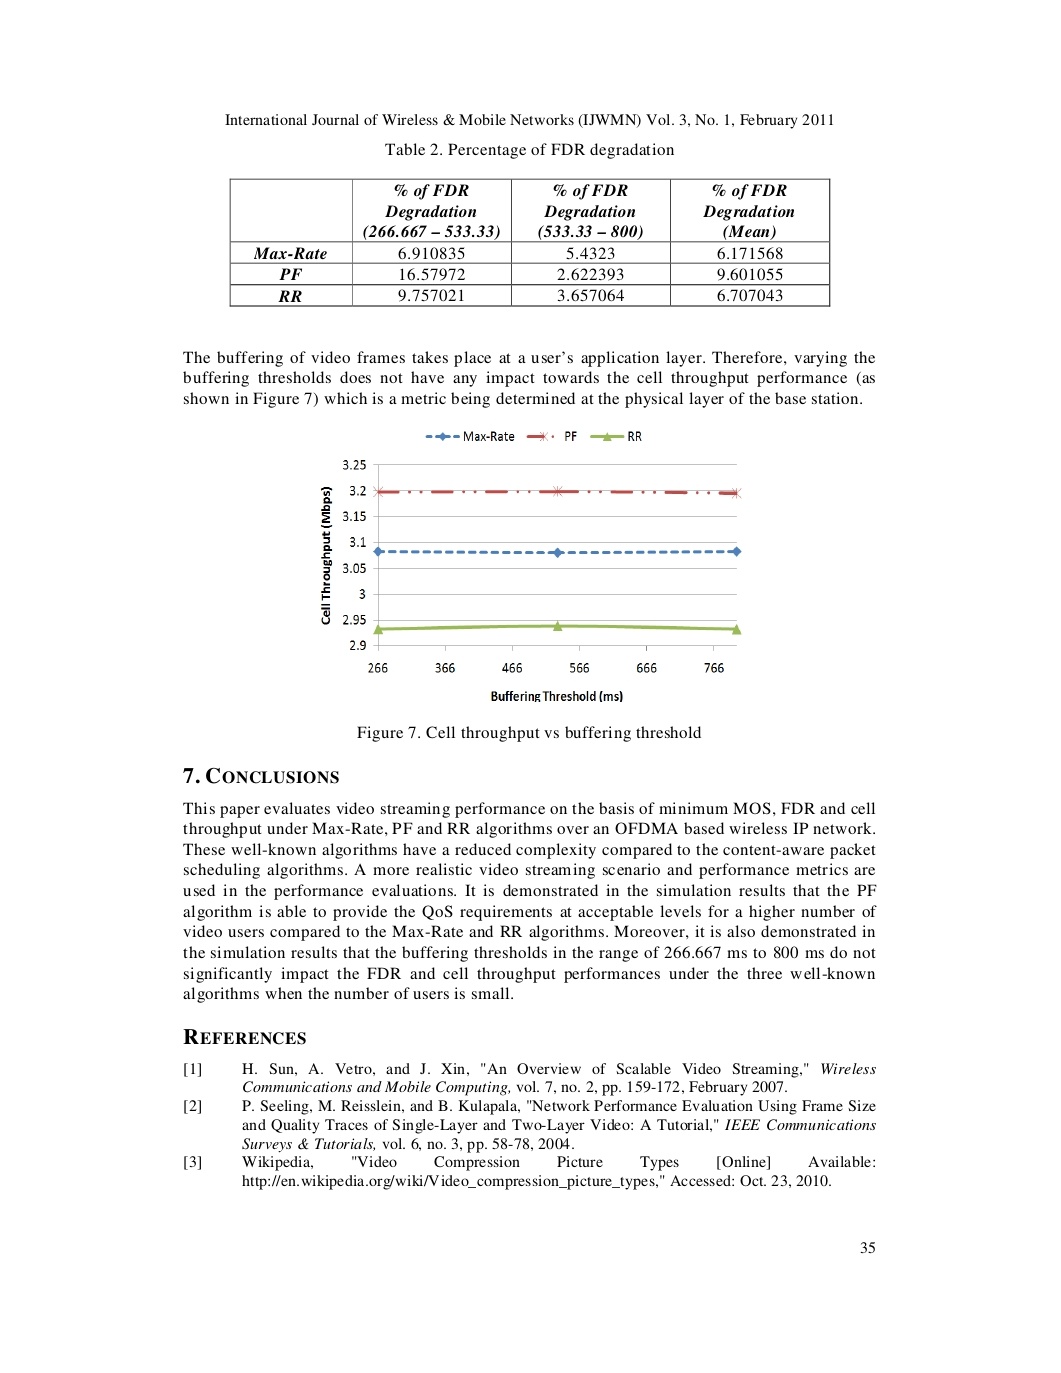 International Journal of Wireless & Mobile Networks (IJWMN) Vol. 3, No. 1, February 2011
Table 2. Percentage of FDR degradation
% of FDR Degradation (266.667 – 533.33) % of FDR Degradation (533.33 – 800) % of FDR Degradation (Mean)
Max-Rate 6.910835 5.4323 6.171568
PF 16.57972 2.622393 9.601055
RR 9.757021 3.657064 6.707043
The buffering of video frames takes place at a user’s application layer. Therefore, varying the
buffering thresholds does not have any impact towards the cell throughput performance (as
shown in Figure 7) which is a metric being determined at the physical layer of the base station.
Max-Rate PF RR
Cell Throughput (Mbps)
3.25
3.2
3.15
3.1
3.05
3
2.95
2.9
266 366 466 566 666 766
Buffering Threshold (ms)
Figure 7. Cell throughput vs buffering threshold
7. CONCLUSIONS
This paper evaluates video streaming performance on the basis of minimum MOS, FDR and cell
throughput under Max-Rate, PF and RR algorithms over an OFDMA based wireless IP network.
These well-known algorithms have a reduced complexity compared to the content-aware packet
scheduling algorithms. A more realistic video streaming scenario and performance metrics are
used in the performance evaluations. It is demonstrated in the simulation results that the PF
algorithm is able to provide the QoS requirements at acceptable levels for a higher number of
video users compared to the Max-Rate and RR algorithms. Moreover, it is also demonstrated in
the simulation results that the buffering thresholds in the range of 266.667 ms to 800 ms do not
significantly impact the FDR and cell throughput performances under the three well-known
algorithms when the number of users is small.
REFERENCES
[1] H. Sun, A. Vetro, and J. Xin, "An Overview of Scalable Video Streaming," Wireless
Communications and Mobile Computing, vol. 7, no. 2, pp. 159-172, February 2007.
[2] P. Seeling, M. Reisslein, and B. Kulapala, "Network Performance Evaluation Using Frame Size
and Quality Traces of Single-Layer and Two-Layer Video: A Tutorial," IEEE Communications
Surveys & Tutorials, vol. 6, no. 3, pp. 58-78, 2004.
[3] Wikipedia, "Video Compression Picture Types [Online] Available:
http://en.wikipedia.org/wiki/Video_compression_picture_types," Accessed: Oct. 23, 2010.
35